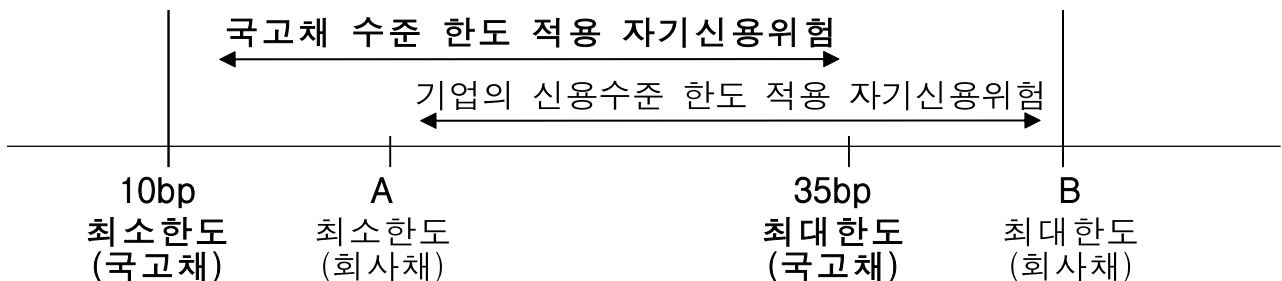 국고채 수준 한도 적용 자기신용위험
기업의 신용수준 한도 적용 자기신용위험
10bp A 35bp B
최소한도 최소한도 최대한도 최대한도
(국고채) (회사채) (국고채) (회사채)